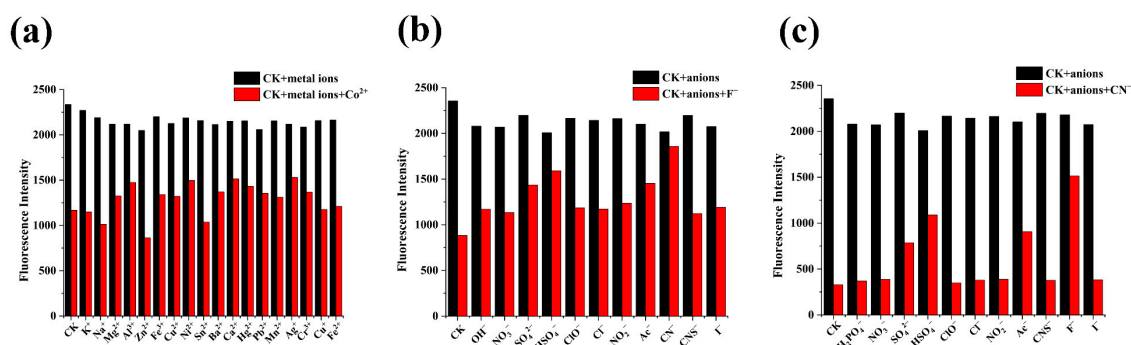 (a)
CK+metal ions
CK+metal ions+Co²⁺
Fluorescence Intensity
2500
2000
1500
1000
500
0
CK K⁺ Na⁺ Mg²⁺ Al³⁺ Zn²⁺ Fe³⁺ Cu²⁺ Ni²⁺ Sn²⁺ Ba²⁺ Ca²⁺ Hg²⁺ Pb²⁺ Mn²⁺ Ag⁺ Cr³⁺ Cu⁺ Fe²⁺
(b)
CK+anions
CK+anions+F⁻
Fluorescence Intensity
2500
2000
1500
1000
500
0
CK OH⁻ NO₃⁻ SO₄²⁻ HSO₄⁻ ClO⁻ Cl⁻ NO₂⁻ Ac⁻ CN⁻ CNS⁻ I⁻
(c)
CK+anions
CK+anions+CN⁻
Fluorescence Intensity
2500
2000
1500
1000
500
0
CK NO₃⁻ SO₄²⁻ HSO₄⁻ ClO⁻ Cl⁻ NO₂⁻ Ac⁻ CNS⁻ F⁻ I⁻